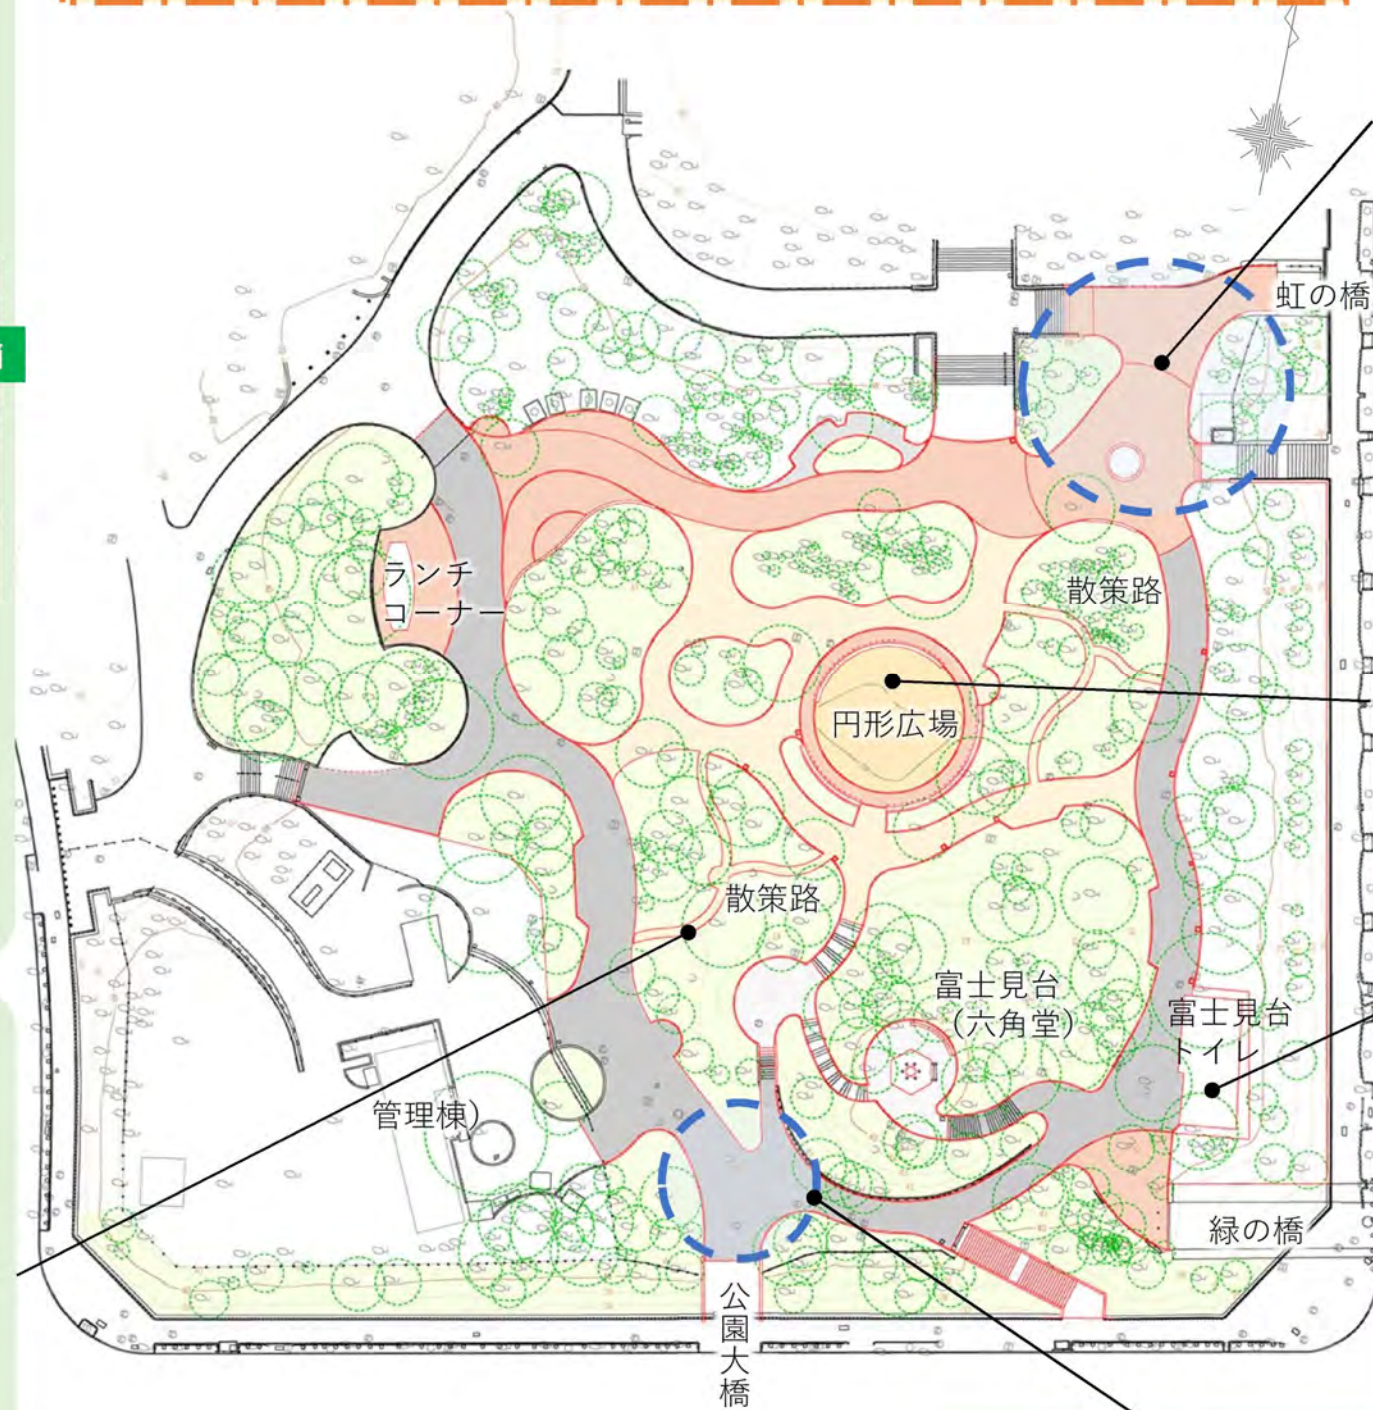 虹の橋
ランチ
コーナー
散策路
円形広場
散策路
富士見台
（六角堂）
富士見台
トイレ
管理棟）
緑の橋
公園大橋